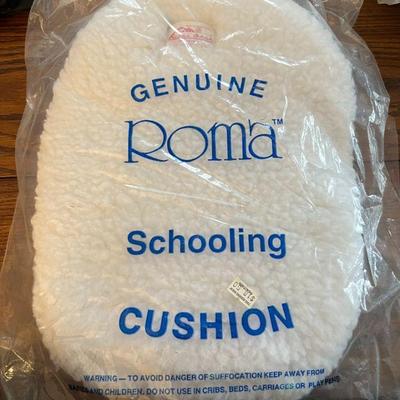 GENUINE
Roma™
Schooling
CUSHION
WARNING — TO AVOID DANGER OF SUFFOCATION KEEP AWAY FROM
BABIES AND CHILDREN. DO NOT USE IN CRIBS, BEDS, CARRIAGES OR PLAY PENS